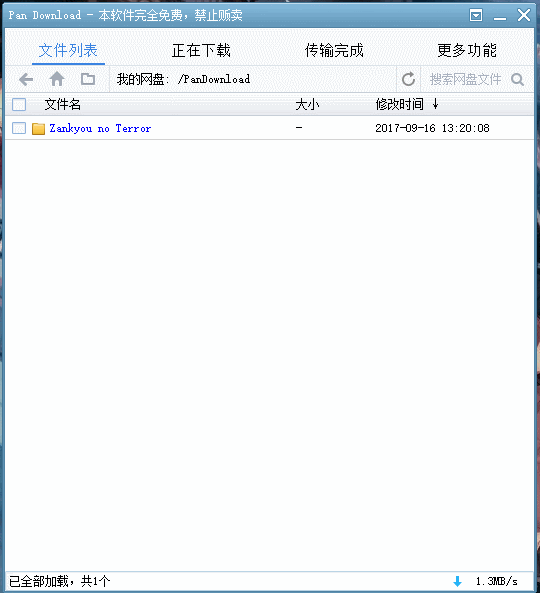 Pan Download - 本软件完全免费，禁止贩卖
文件列表 正在下载 传输完成 更多功能
我的网盘: /PanDownload 搜索网盘文件
文件名 大小 修改时间 ↓
Zankyou no Terror - 2017-09-16 13:20:08
已全部加载，共1个 1.3MB/s